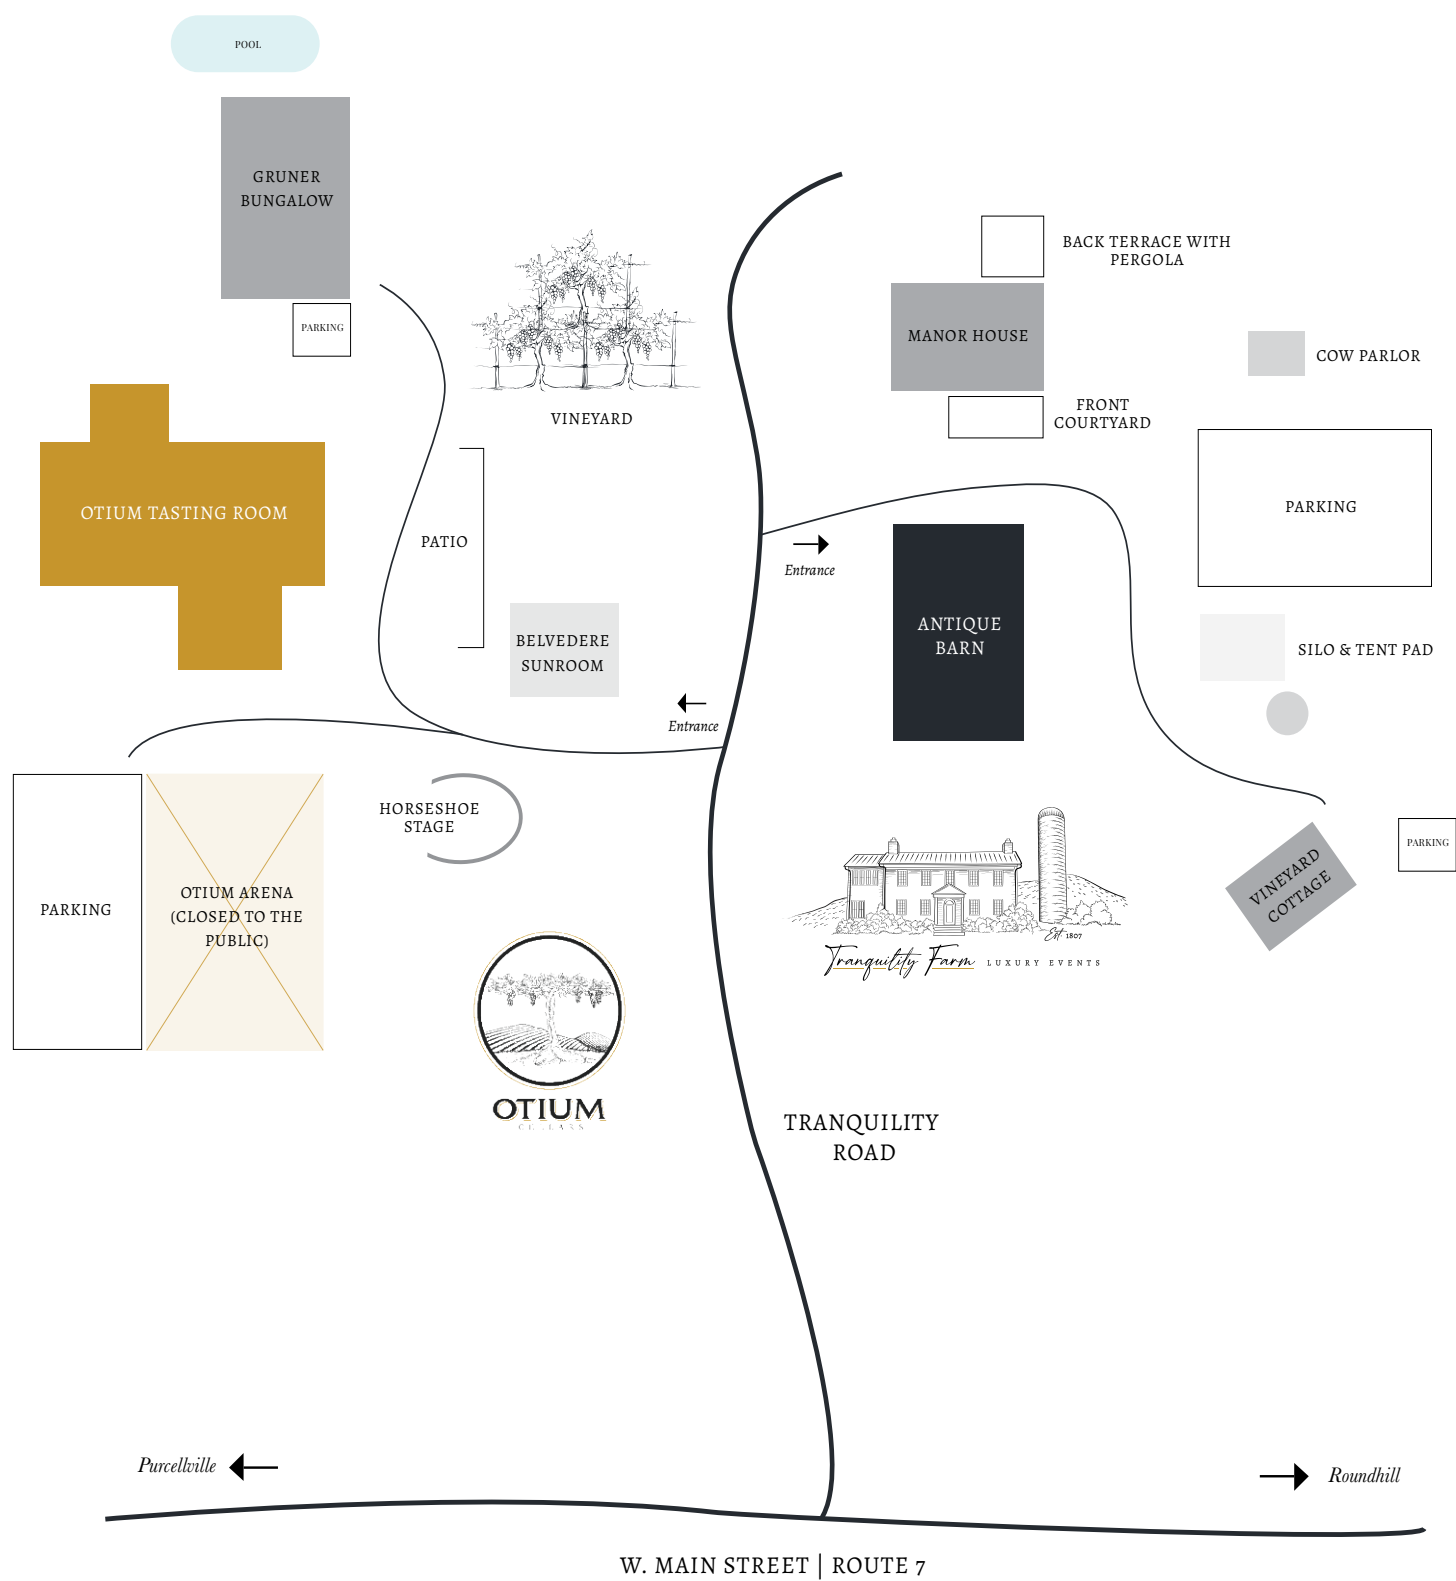 POOL
GRUNER
BUNGALOW
PARKING
BACK TERRACE WITH
PERGOLA
MANOR HOUSE
COW PARLOR
FRONT
COURTYARD
VINEYARD
OTIUM TASTING ROOM
PARKING
PATIO
Entrance
ANTIQUE
BARN
BELVEDERE
SUNROOM
SILO & TENT PAD
Entrance
HORSESHOE
STAGE
PARKING
VINEYARD
COTTAGE
PARKING
OTIUM ARENA
(CLOSED TO THE
PUBLIC)
Est. 1807
Tranquility Farm LUXURY EVENTS
OTIUM
CELLARS
TRANQUILITY
ROAD
Purcellville
Roundhill
W. MAIN STREET | ROUTE 7